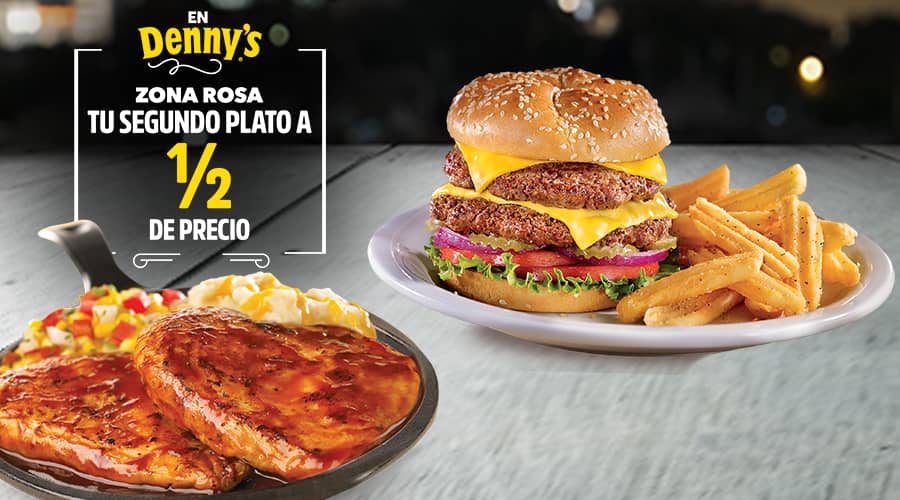 EN
Denny's
ZONA ROSA
TU SEGUNDO PLATO A
½
DE PRECIO